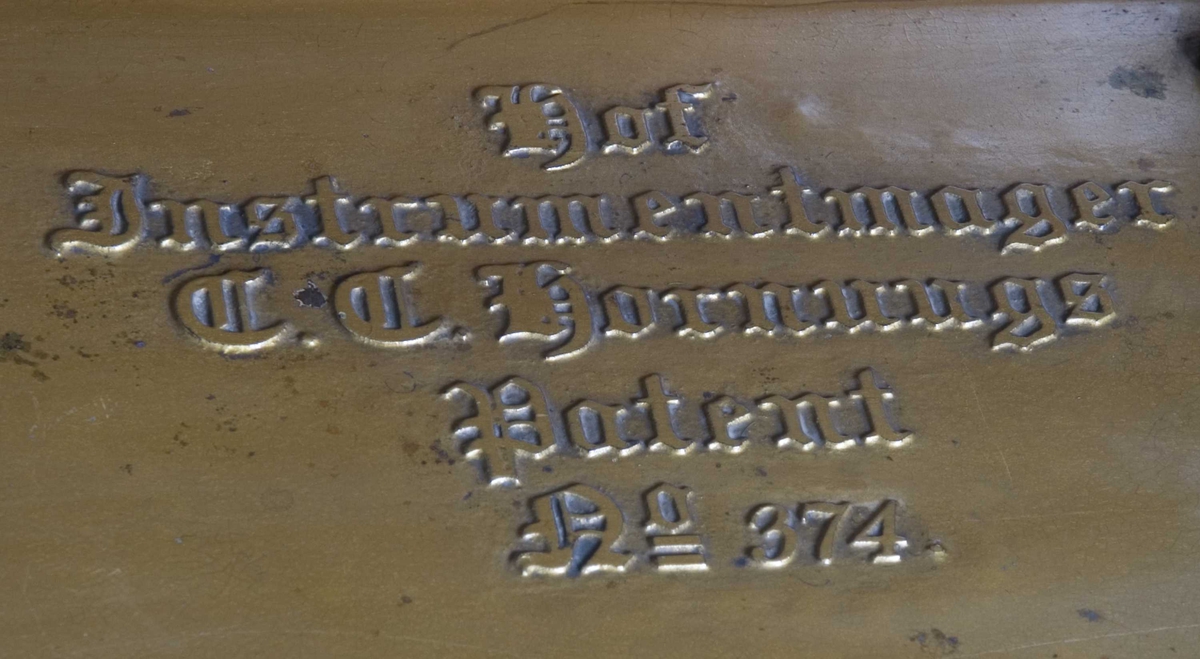 Hof
Instrumentmager
C. C. Hornungs
Patent
Nº 374